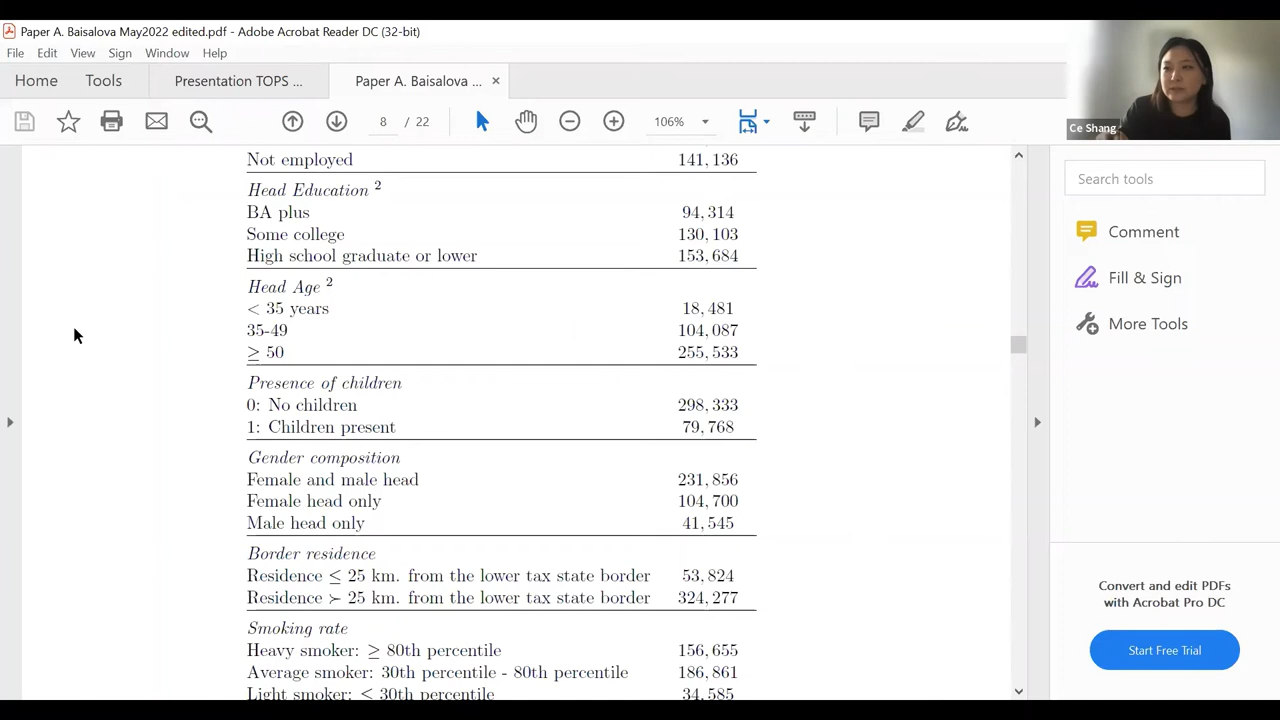 Paper A. Baisalova May2022 edited.pdf - Adobe Acrobat Reader DC (32-bit)
File Edit View Sign Window Help
Home Tools Presentation TOPS ... Paper A. Baisalova ... ×
8 / 22 106%
Ce Shang
Search tools
Comment
Fill & Sign
More Tools
Convert and edit PDFs
with Acrobat Pro DC
Start Free Trial
Not employed 141,136
Head Education 2
BA plus 94,314
Some college 130,103
High school graduate or lower 153,684
Head Age 2
< 35 years 18,481
35-49 104,087
≥ 50 255,533
Presence of children
0: No children 298,333
1: Children present 79,768
Gender composition
Female and male head 231,856
Female head only 104,700
Male head only 41,545
Border residence
Residence ≤ 25 km. from the lower tax state border 53,824
Residence ≻ 25 km. from the lower tax state border 324,277
Smoking rate
Heavy smoker: ≥ 80th percentile 156,655
Average smoker: 30th percentile - 80th percentile 186,861
Light smoker: ≤ 30th percentile 34,585